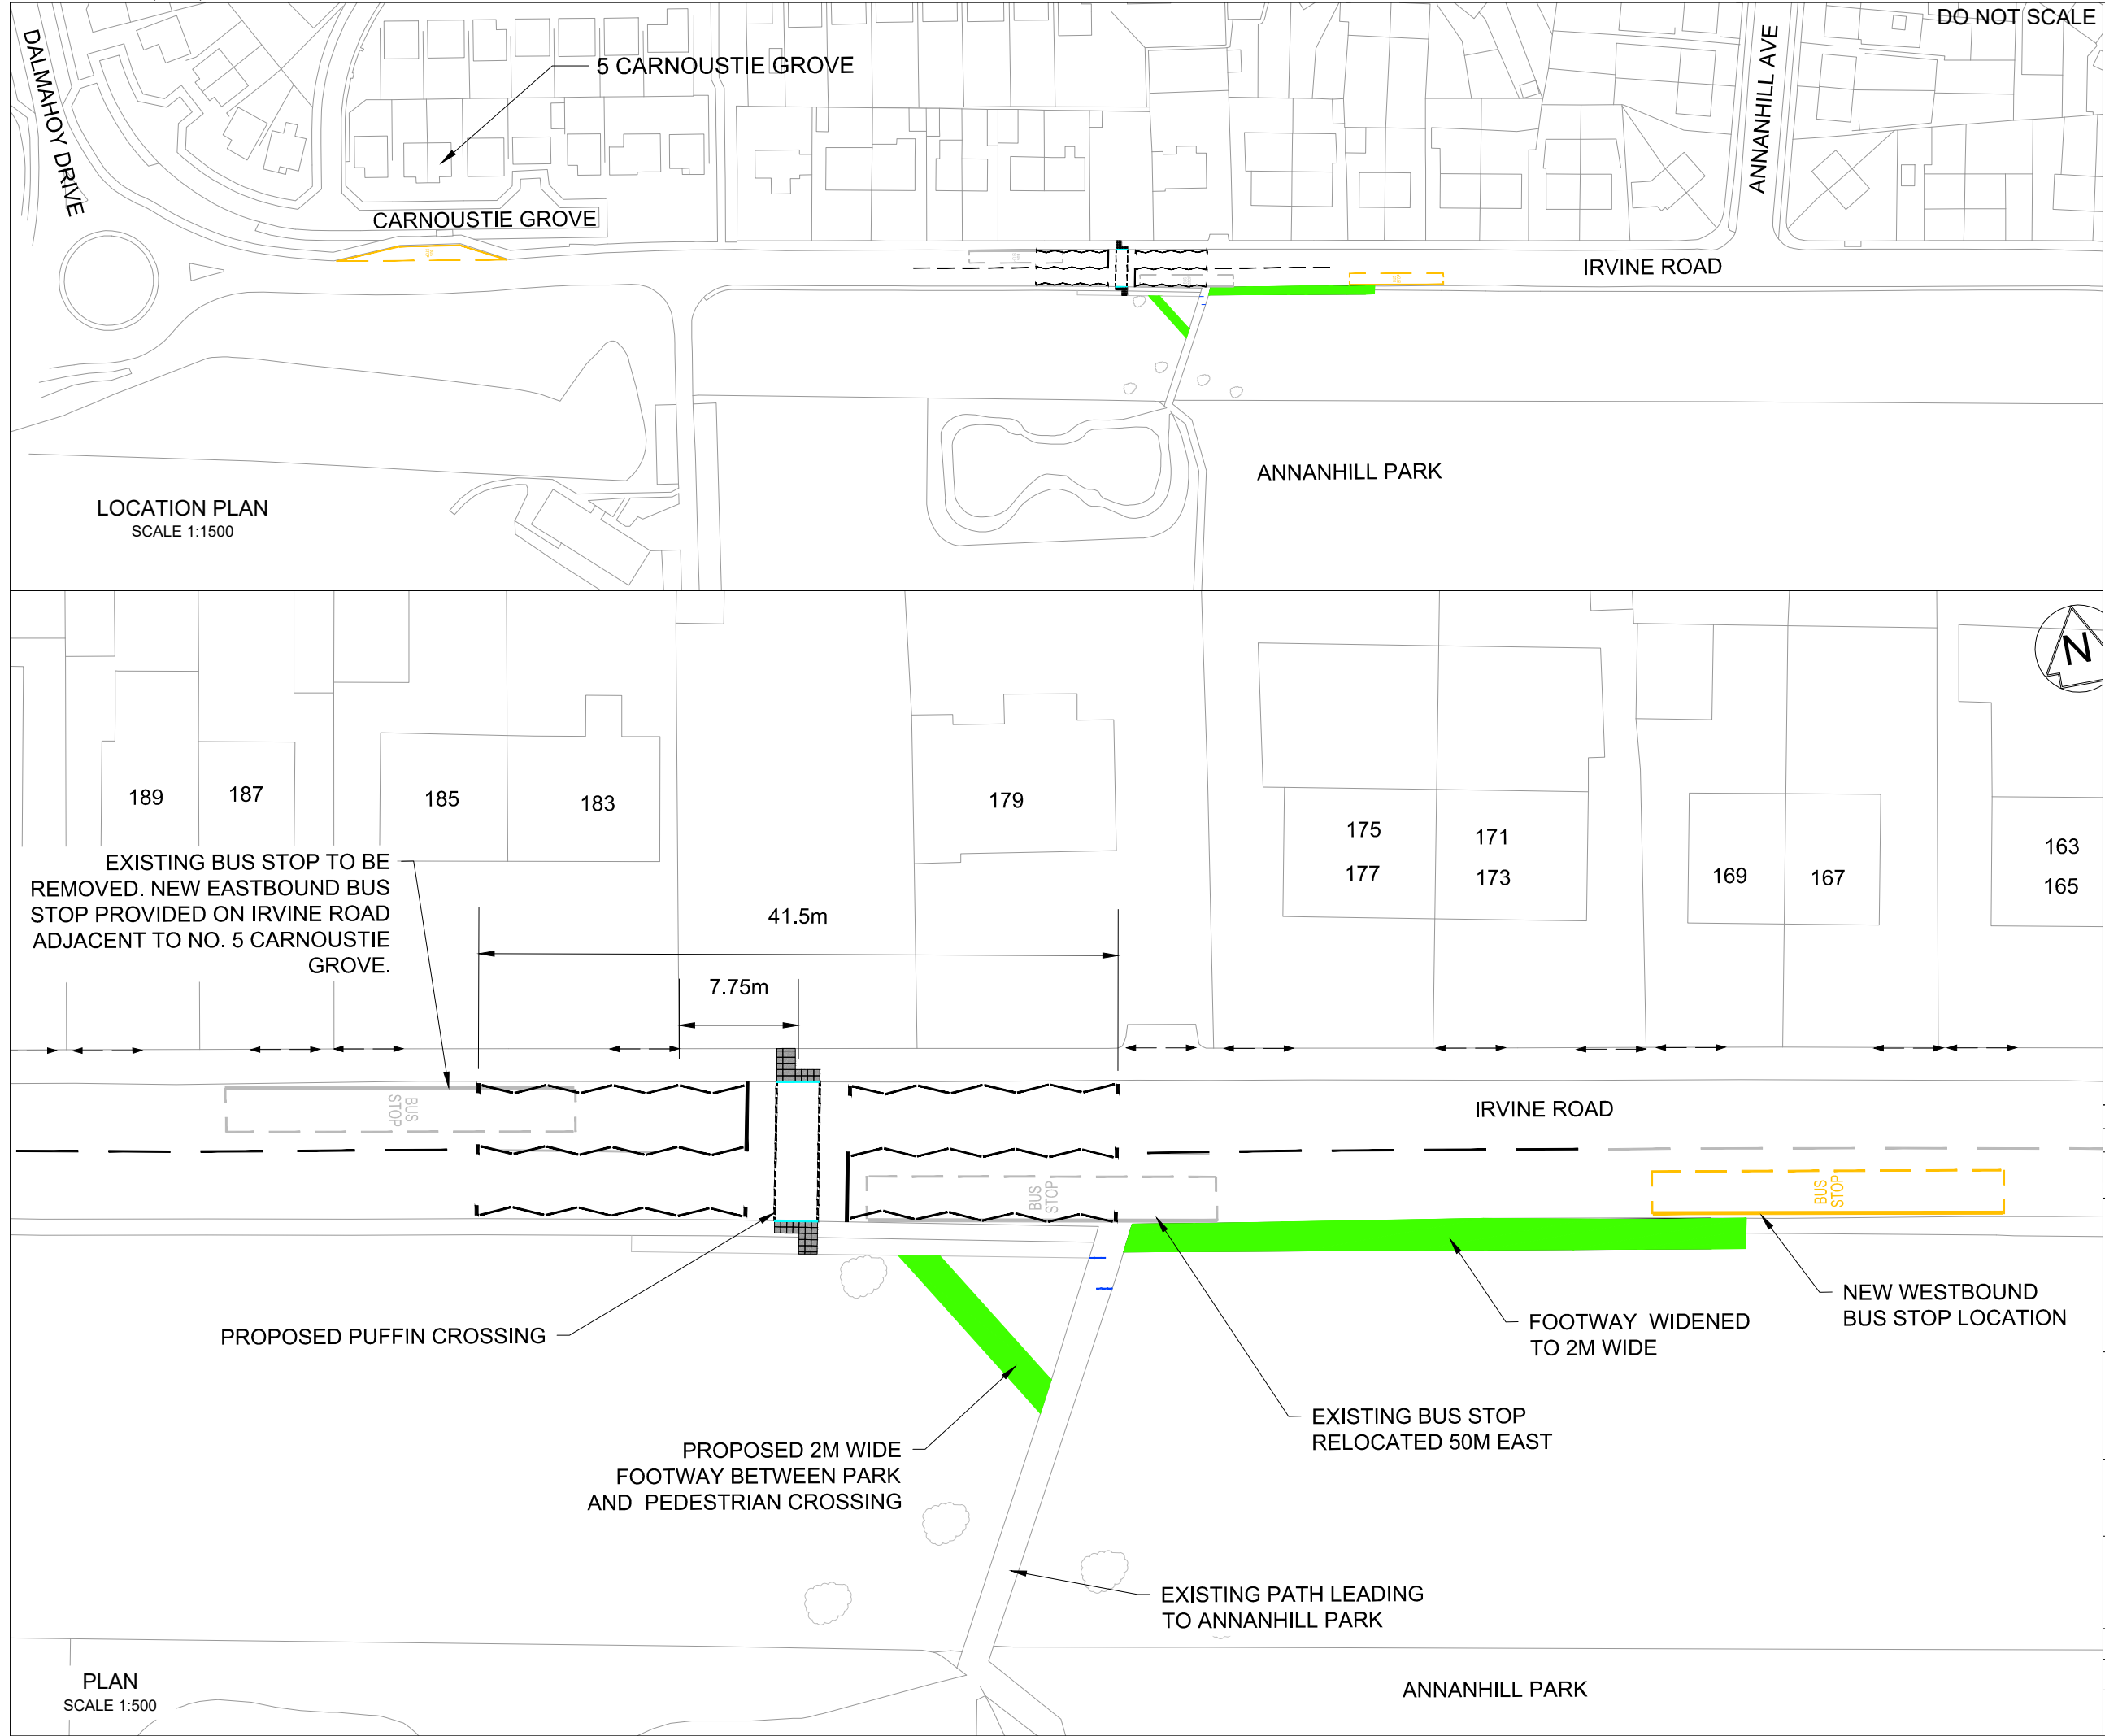 DO NOT SCALE
DALMAHOY DRIVE
5 CARNOUSTIE GROVE
ANNANHILL AVE
CARNOUSTIE GROVE
IRVINE ROAD
ANNANHILL PARK
LOCATION PLAN
SCALE 1:1500
N
189
187
185
183
179
175
177
171
173
169
167
163
165
EXISTING BUS STOP TO BE
REMOVED. NEW EASTBOUND BUS
STOP PROVIDED ON IRVINE ROAD
ADJACENT TO NO. 5 CARNOUSTIE
GROVE.
41.5m
7.75m
BUS
STOP
IRVINE ROAD
BUS
STOP
BUS
STOP
PROPOSED PUFFIN CROSSING
NEW WESTBOUND
BUS STOP LOCATION
FOOTWAY WIDENED
TO 2M WIDE
EXISTING BUS STOP
RELOCATED 50M EAST
PROPOSED 2M WIDE
FOOTWAY BETWEEN PARK
AND PEDESTRIAN CROSSING
EXISTING PATH LEADING
TO ANNANHILL PARK
PLAN
SCALE 1:500
ANNANHILL PARK